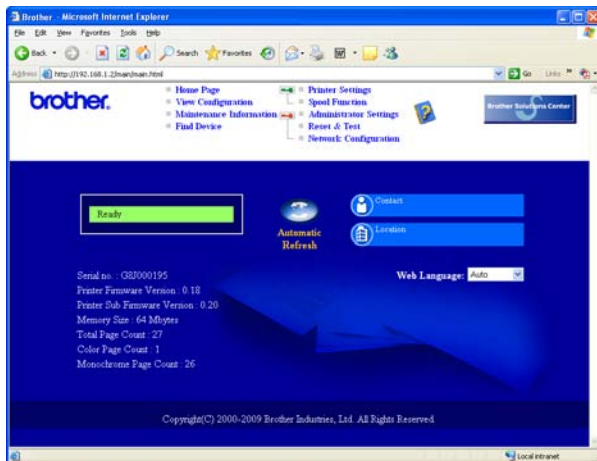 Brother - Microsoft Internet Explorer
File Edit View Favorites Tools Help
Back Search Favorites
Address http://192.168.1.2/main/main.html Go Links
brother.
Home Page
View Configuration
Maintenance Information
Find Device
Printer Settings
Spool Function
Administrator Settings
Reset & Test
Network Configuration
Brother Solutions Center
Ready
Automatic
Refresh
Contact
Location
Serial no. : G8J000195
Printer Firmware Version : 0.18
Printer Sub Firmware Version : 0.20
Memory Size : 64 Mbytes
Total Page Count : 27
Color Page Count : 1
Monochrome Page Count : 26
Web Language: Auto
Copyright(C) 2000-2009 Brother Industries, Ltd. All Rights Reserved.
Local intranet